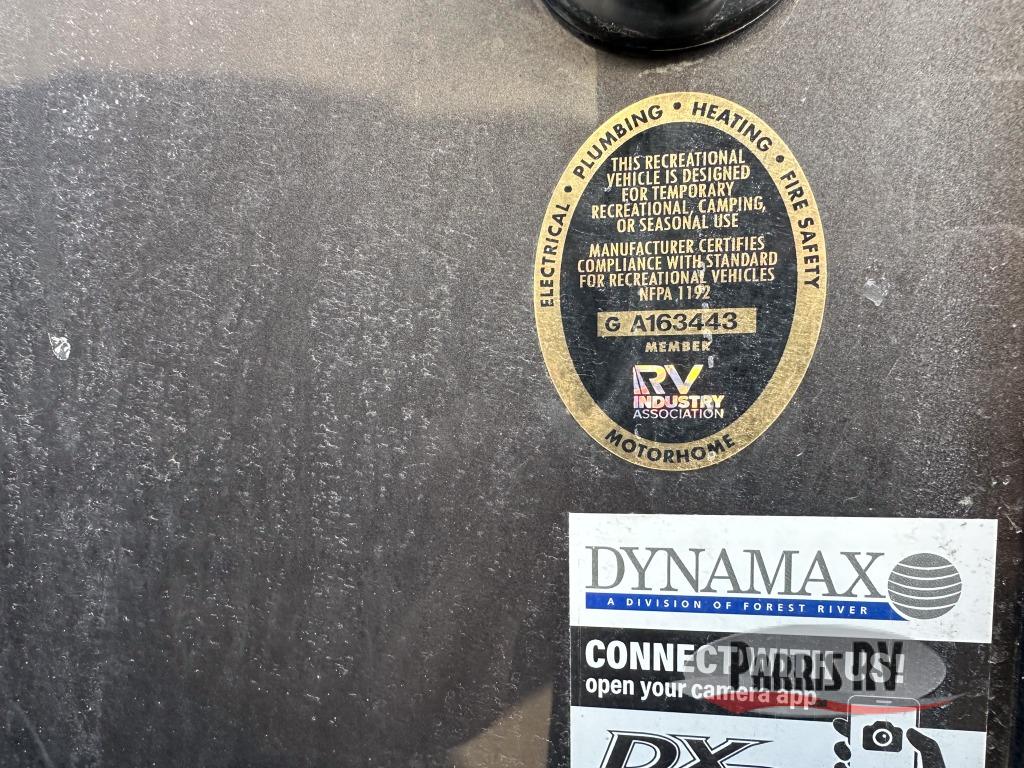 ELECTRICAL • PLUMBING • HEATING • FIRE SAFETY
THIS RECREATIONAL
VEHICLE IS DESIGNED
FOR TEMPORARY
RECREATIONAL, CAMPING,
OR SEASONAL USE
MANUFACTURER CERTIFIES
COMPLIANCE WITH STANDARD
FOR RECREATIONAL VEHICLES
NFPA 1192
G A163443
MEMBER
RV
INDUSTRY
ASSOCIATION
MOTORHOME
DYNAMAX
A DIVISION OF FOREST RIVER
CONNECT WITH US!
open your camera app
PARRIS RV
DX